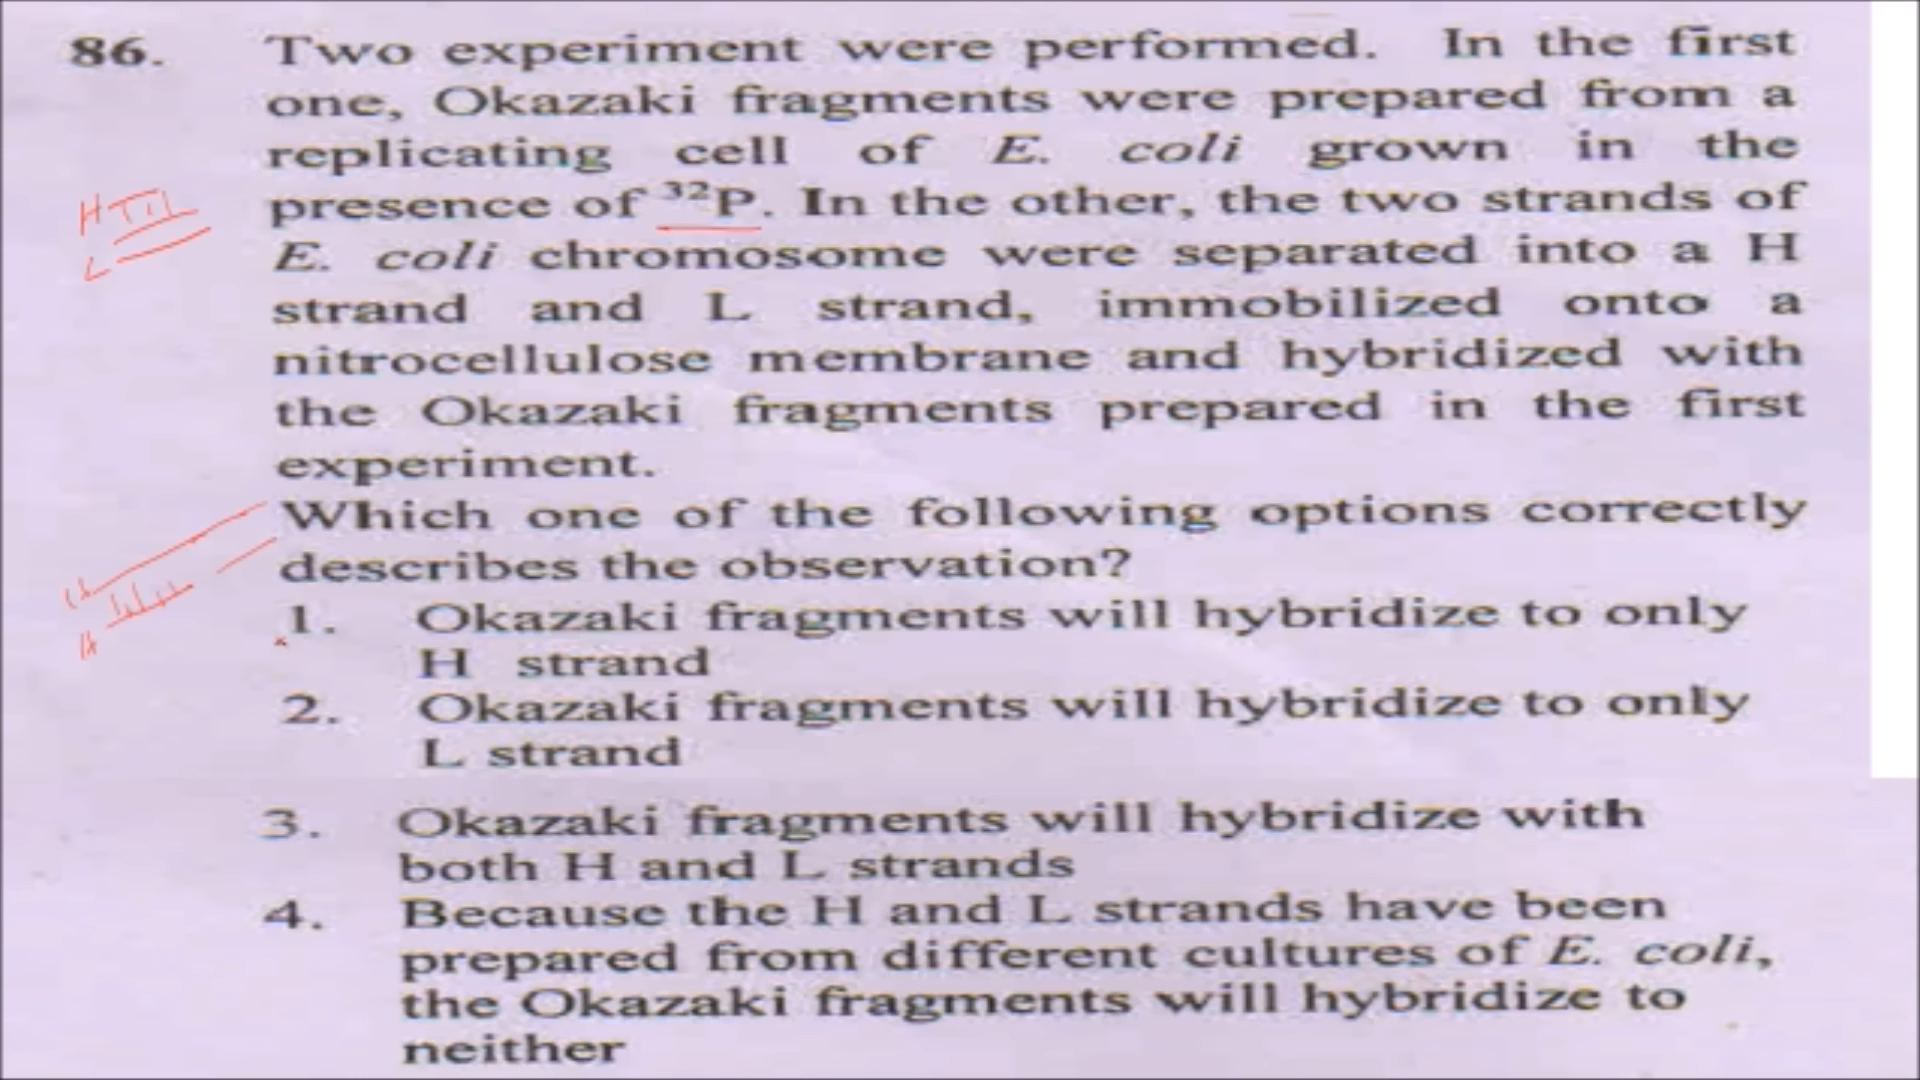 86. Two experiment were performed. In the first
one, Okazaki fragments were prepared from a
replicating cell of E. coli grown in the
presence of ³²P. In the other, the two strands of
E. coli chromosome were separated into a H
strand and L strand, immobilized onto a
nitrocellulose membrane and hybridized with
the Okazaki fragments prepared in the first
experiment.
Which one of the following options correctly
describes the observation?
1. Okazaki fragments will hybridize to only
H strand
2. Okazaki fragments will hybridize to only
L strand
3. Okazaki fragments will hybridize with
both H and L strands
4. Because the H and L strands have been
prepared from different cultures of E. coli,
the Okazaki fragments will hybridize to
neither
H
L
H